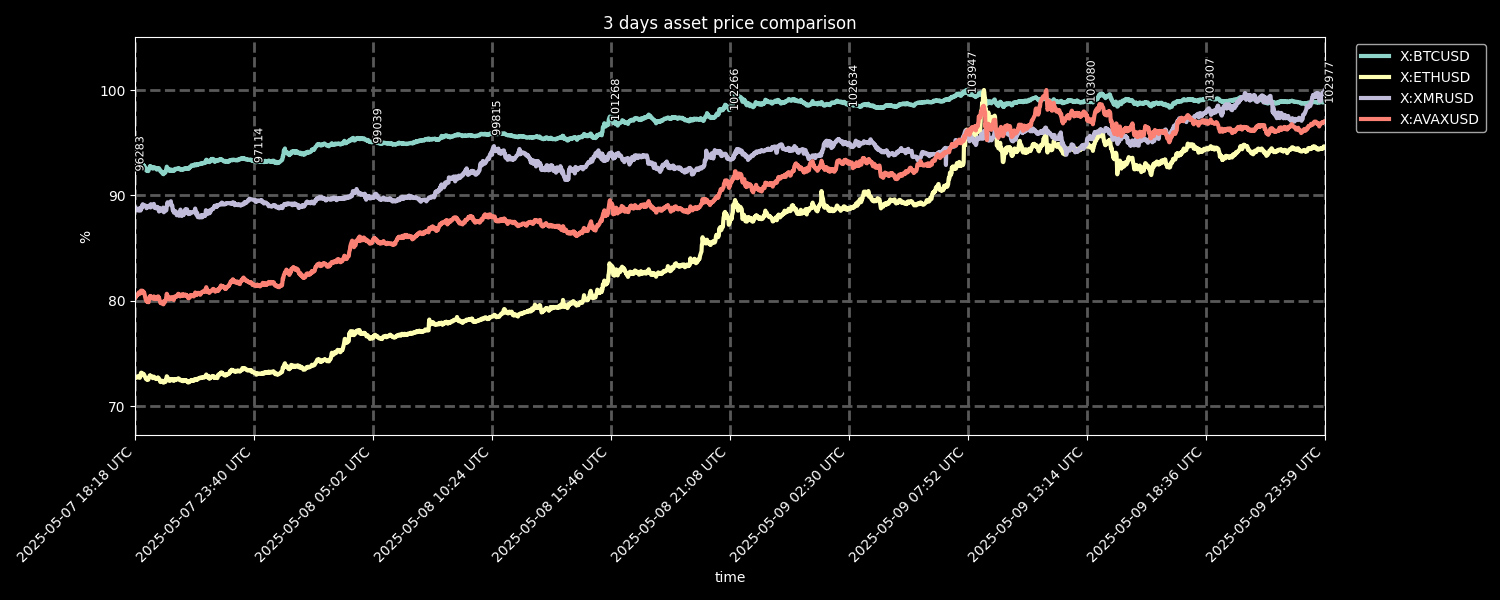 3 days asset price comparison
X:BTCUSD
X:ETHUSD
X:XMRUSD
X:AVAXUSD
100
90
80
70
%
96283
97114
99039
99815
101268
102266
102634
103947
103080
103307
102977
2025-05-07 18:18 UTC
2025-05-07 23:40 UTC
2025-05-08 05:02 UTC
2025-05-08 10:24 UTC
2025-05-08 15:46 UTC
2025-05-08 21:08 UTC
2025-05-09 02:30 UTC
2025-05-09 07:52 UTC
2025-05-09 13:14 UTC
2025-05-09 18:36 UTC
2025-05-09 23:59 UTC
time